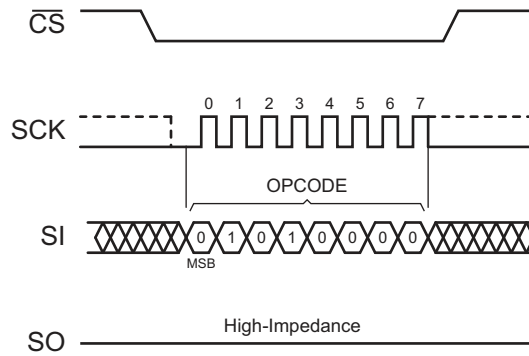 CS
0 1 2 3 4 5 6 7
SCK
OPCODE
SI 0 1 0 1 0 0 0 0
MSB
High-Impedance
SO